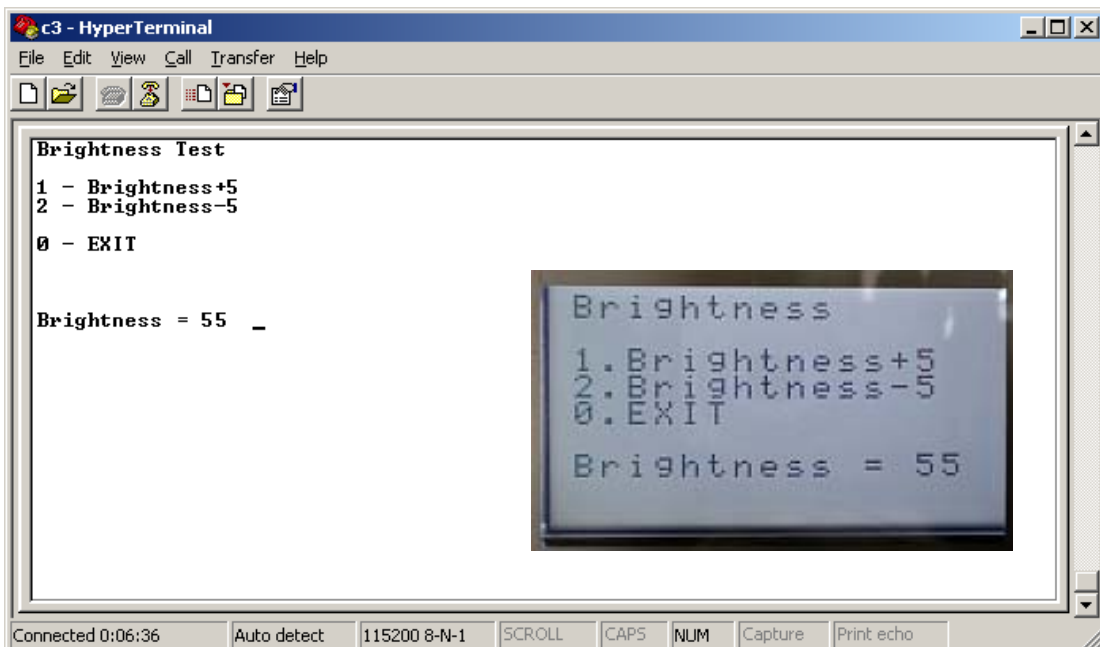 c3 - HyperTerminal
File Edit View Call Transfer Help
Brightness Test
1 - Brightness+5
2 - Brightness-5
0 - EXIT
Brightness = 55 _
Brightness
1.Brightness+5
2.Brightness-5
0.EXIT
Brightness = 55
Connected 0:06:36 Auto detect 115200 8-N-1 SCROLL CAPS NUM Capture Print echo